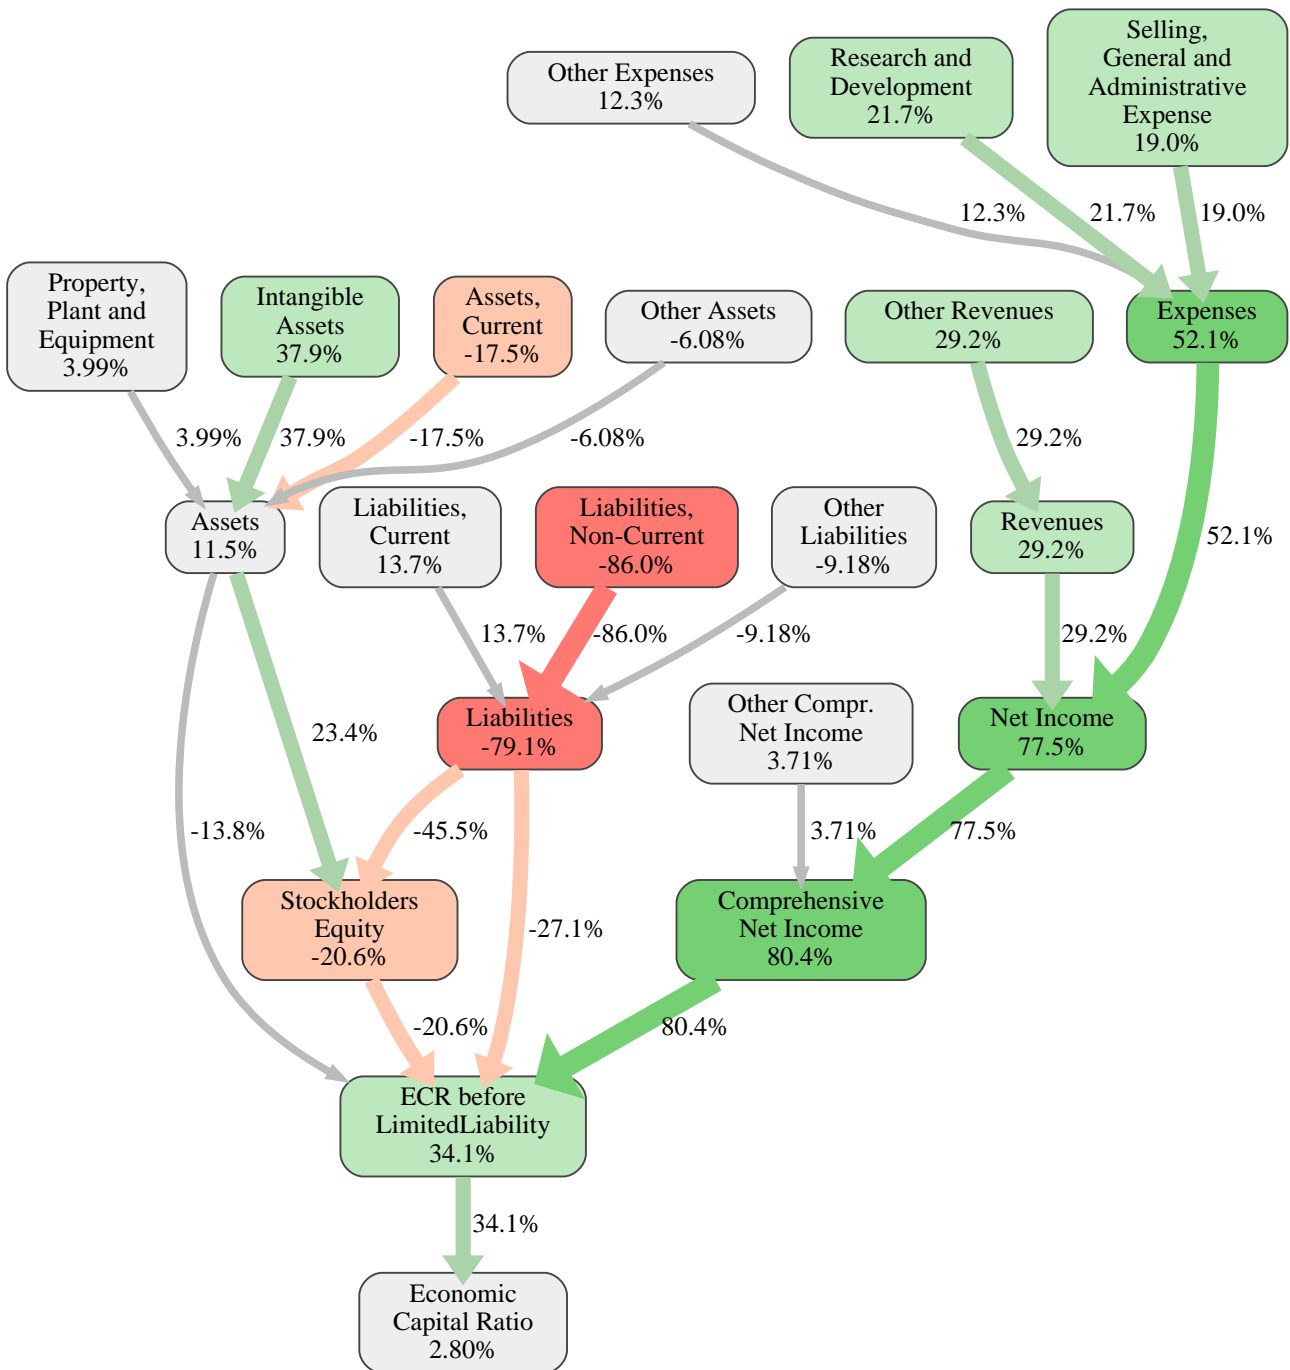 Selling,
General and
Administrative
Expense
19.0%
Research and
Development
21.7%
Other Expenses
12.3%
12.3%
21.7%
19.0%
Property,
Plant and
Equipment
3.99%
Intangible
Assets
37.9%
Assets,
Current
-17.5%
Other Assets
-6.08%
Other Revenues
29.2%
Expenses
52.1%
3.99%
37.9%
-17.5%
-6.08%
29.2%
Assets
11.5%
Liabilities,
Current
13.7%
Liabilities,
Non-Current
-86.0%
Other
Liabilities
-9.18%
Revenues
29.2%
52.1%
13.7%
-86.0%
-9.18%
29.2%
23.4%
Liabilities
-79.1%
Other Compr.
Net Income
3.71%
Net Income
77.5%
-13.8%
-45.5%
3.71%
77.5%
Stockholders
Equity
-20.6%
-27.1%
Comprehensive
Net Income
80.4%
-20.6%
80.4%
ECR before
LimitedLiability
34.1%
34.1%
Economic
Capital Ratio
2.80%